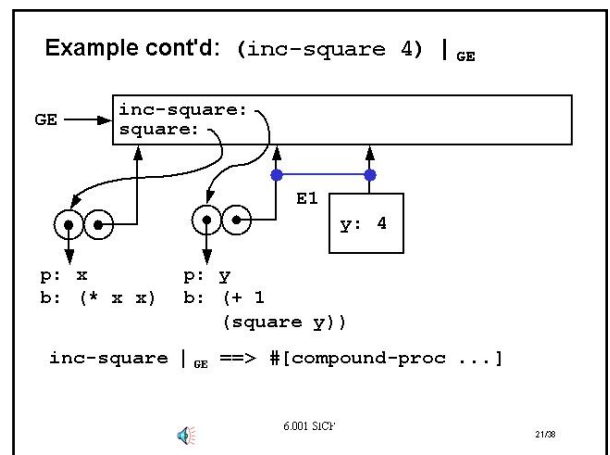 Example cont'd: (inc-square 4) | GE
GE
inc-square:
square:
E1
y: 4
p: x
b: (* x x)
p: y
b: (+ 1
(square y))
inc-square | GE ==> #[compound-proc ...]
6.001 SICP
21/38